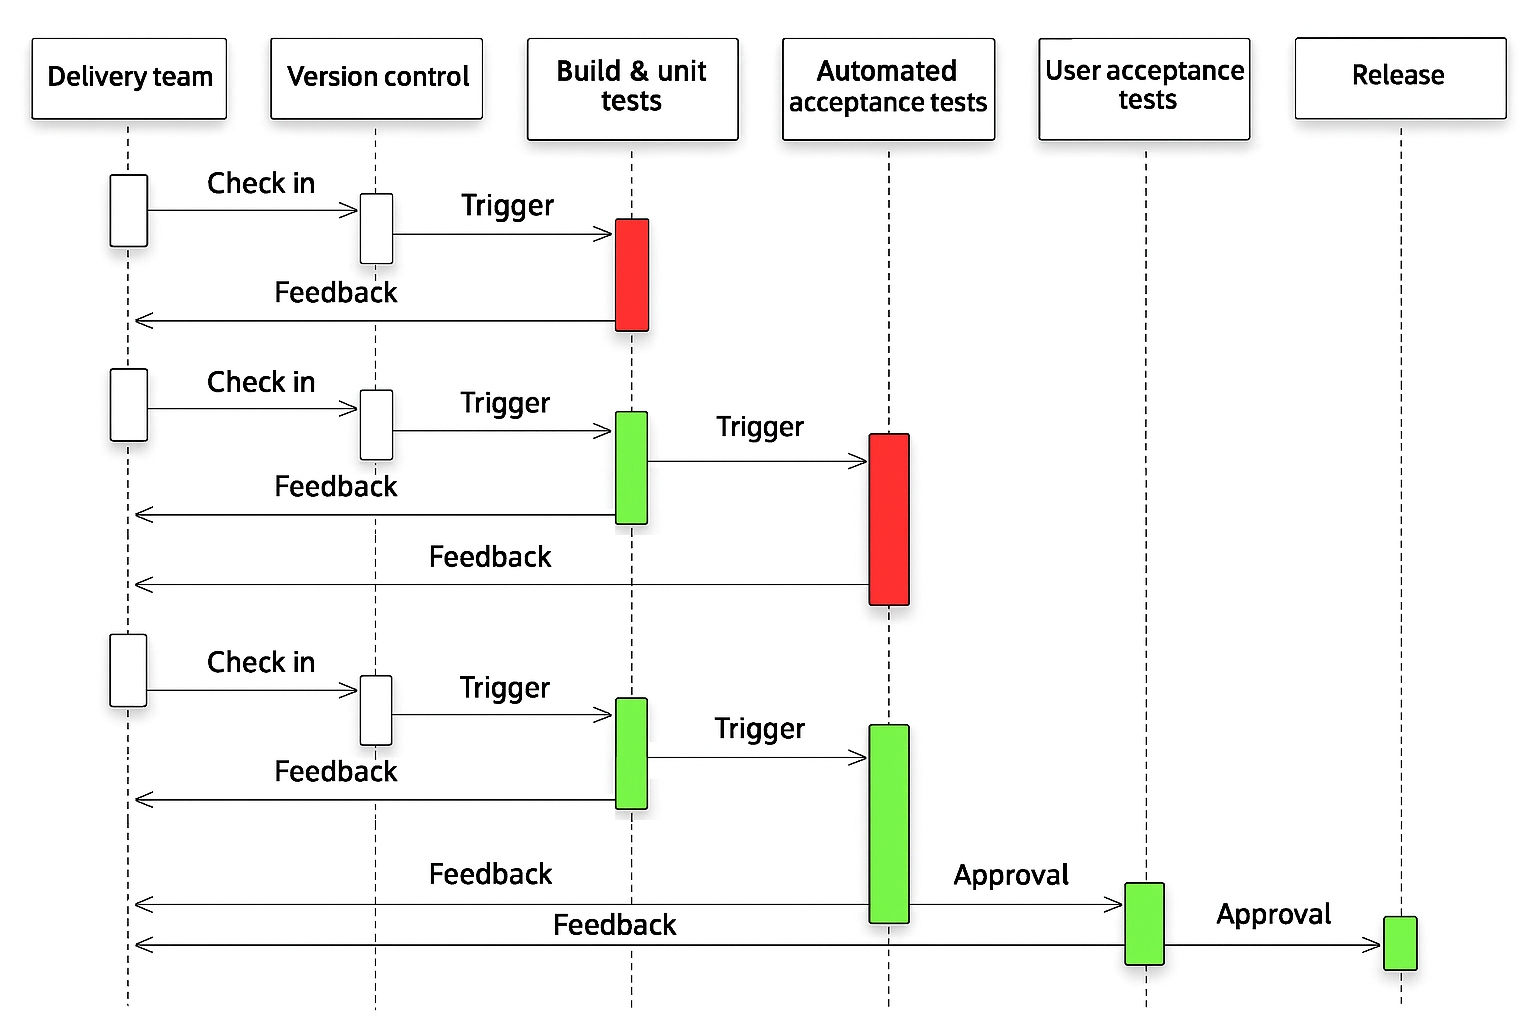 Delivery team
Version control
Build & unit
tests
Automated
acceptance tests
User acceptance
tests
Release
Check in
Trigger
Feedback
Check in
Trigger
Trigger
Feedback
Feedback
Check in
Trigger
Trigger
Feedback
Feedback
Approval
Feedback
Approval